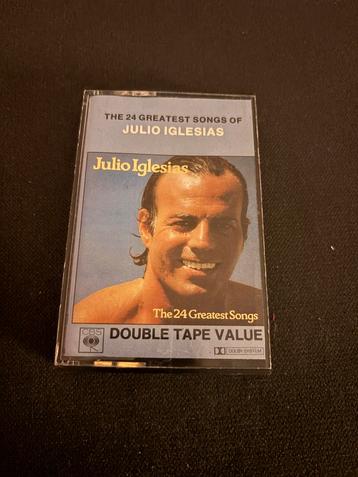 THE 24 GREATEST SONGS OF
JULIO IGLESIAS
Julio Iglesias
The 24 Greatest Songs
CBS
DOUBLE TAPE VALUE
DOLBY SYSTEM